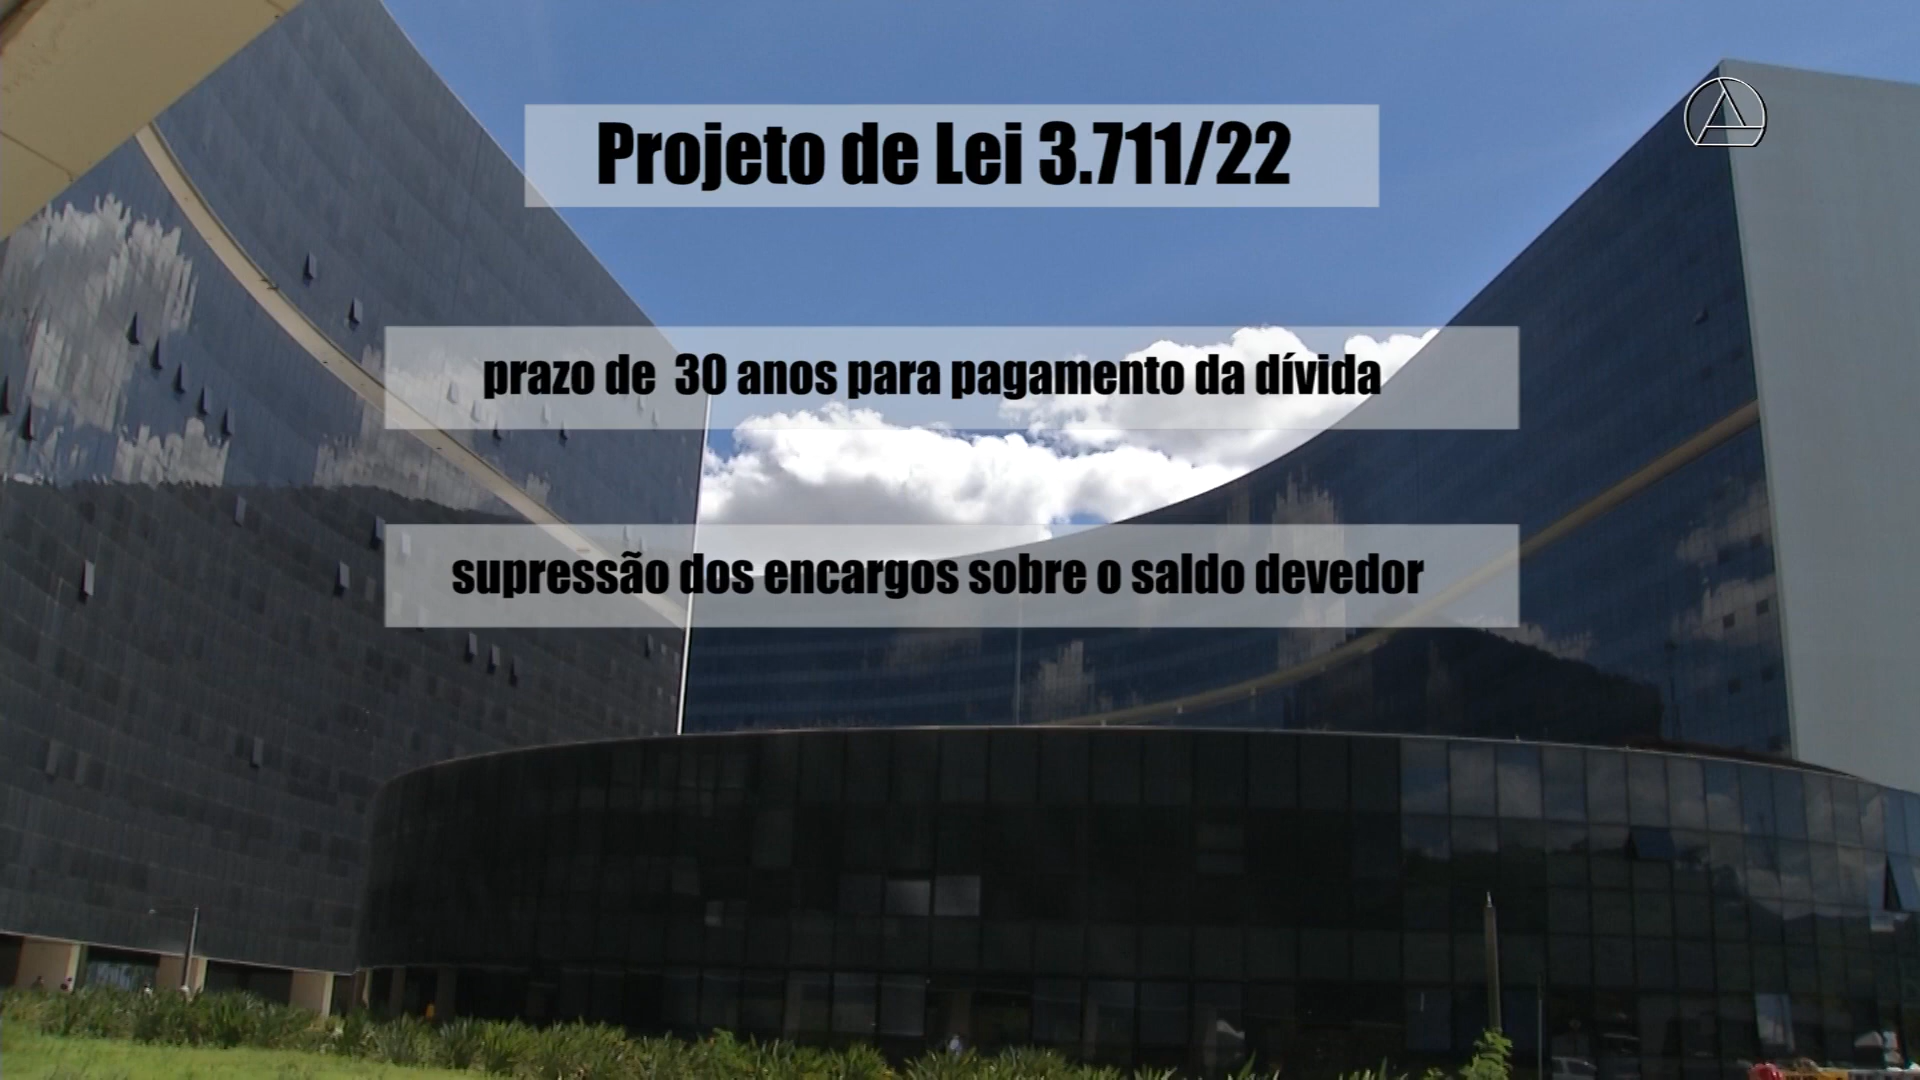 Projeto de Lei 3.711/22
prazo de 30 anos para pagamento da dívida
supressão dos encargos sobre o saldo devedor